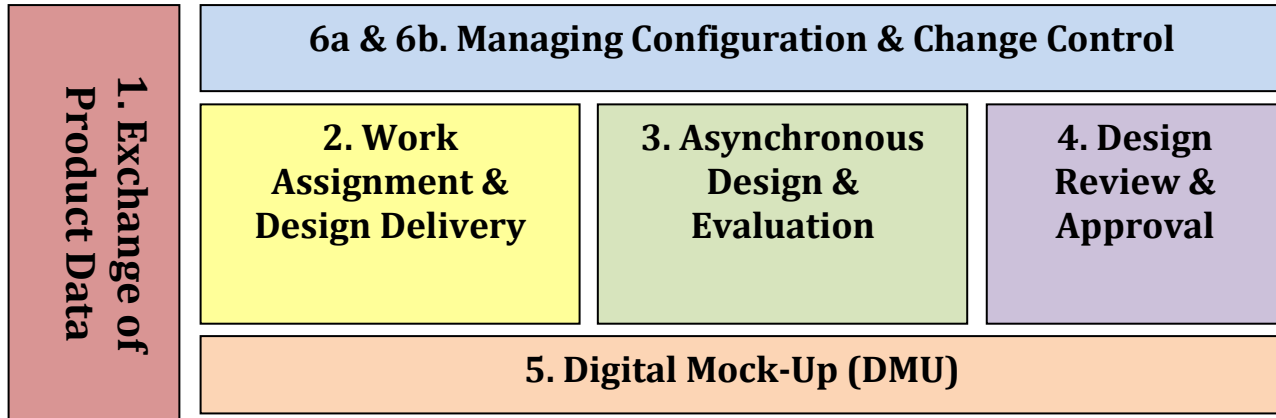 1. Exchange of
Product Data
6a & 6b. Managing Configuration & Change Control
2. Work
Assignment &
Design Delivery
3. Asynchronous
Design &
Evaluation
4. Design
Review &
Approval
5. Digital Mock-Up (DMU)